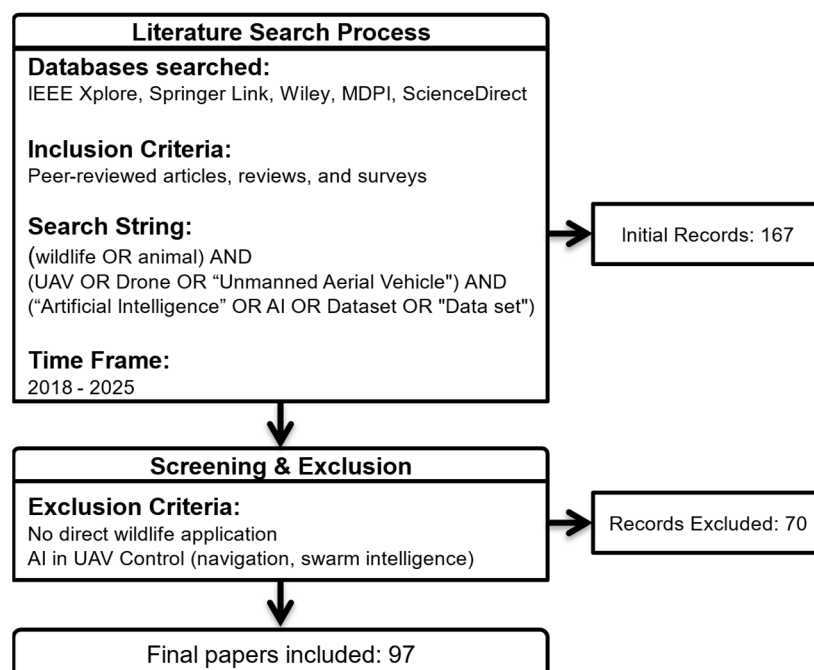 Literature Search Process
Databases searched:
IEEE Xplore, Springer Link, Wiley, MDPI, ScienceDirect
Inclusion Criteria:
Peer-reviewed articles, reviews, and surveys
Search String:
(wildlife OR animal) AND
(UAV OR Drone OR “Unmanned Aerial Vehicle") AND
(“Artificial Intelligence” OR AI OR Dataset OR "Data set")
Time Frame:
2018 - 2025
Initial Records: 167
Screening & Exclusion
Exclusion Criteria:
No direct wildlife application
AI in UAV Control (navigation, swarm intelligence)
Records Excluded: 70
Final papers included: 97